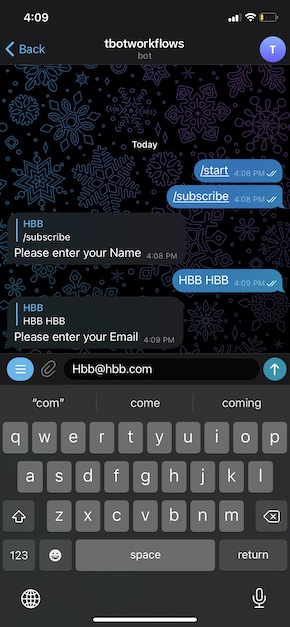 4:09
Back
tbotworkflows
bot
T
Today
/start 4:08 PM
/subscribe 4:08 PM
HBB
/subscribe
Please enter your Name 4:08 PM
HBB HBB 4:09 PM
HBB
HBB HBB
Please enter your Email 4:09 PM
Hbb@hbb.com
“com” come coming
q w e r t y u i o p
a s d f g h j k l
z x c v b n m
123 space return